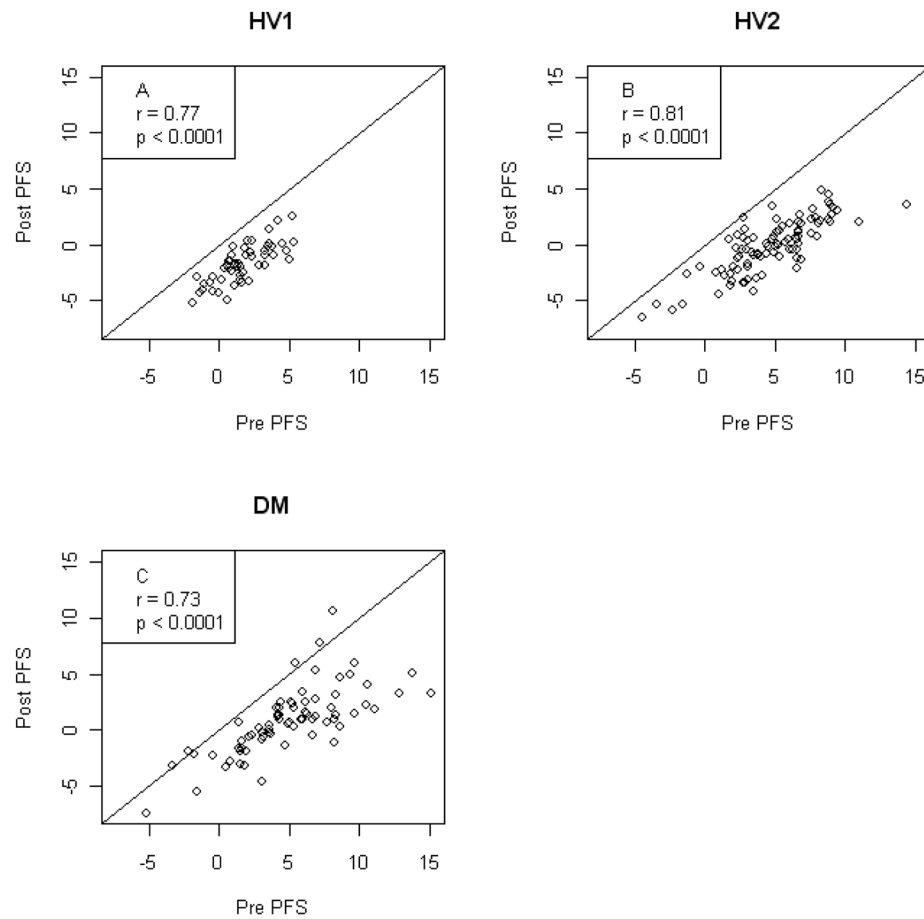 HV1
A
r = 0.77
p < 0.0001
Post PFS
15
10
5
0
-5
-5 0 5 10 15
Pre PFS
HV2
B
r = 0.81
p < 0.0001
Post PFS
15
10
5
0
-5
-5 0 5 10 15
Pre PFS
DM
C
r = 0.73
p < 0.0001
Post PFS
15
10
5
0
-5
-5 0 5 10 15
Pre PFS